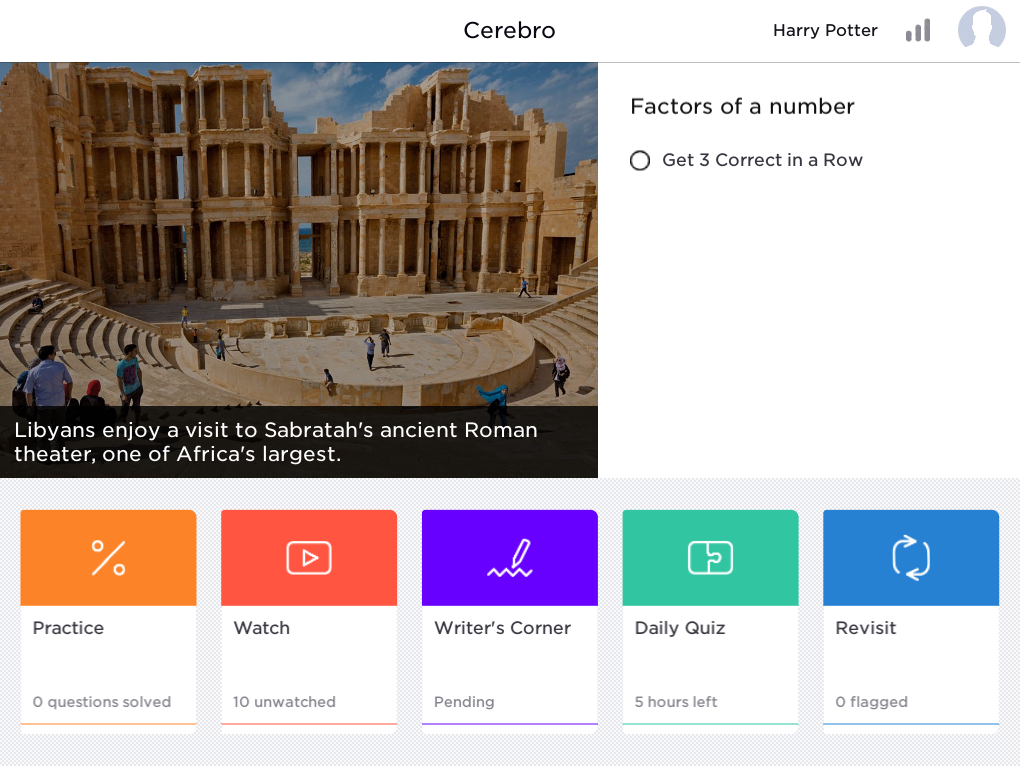 Cerebro
Harry Potter
Factors of a number
Get 3 Correct in a Row
Libyans enjoy a visit to Sabratah's ancient Roman
theater, one of Africa's largest.
Practice
0 questions solved
Watch
10 unwatched
Writer's Corner
Pending
Daily Quiz
5 hours left
Revisit
0 flagged